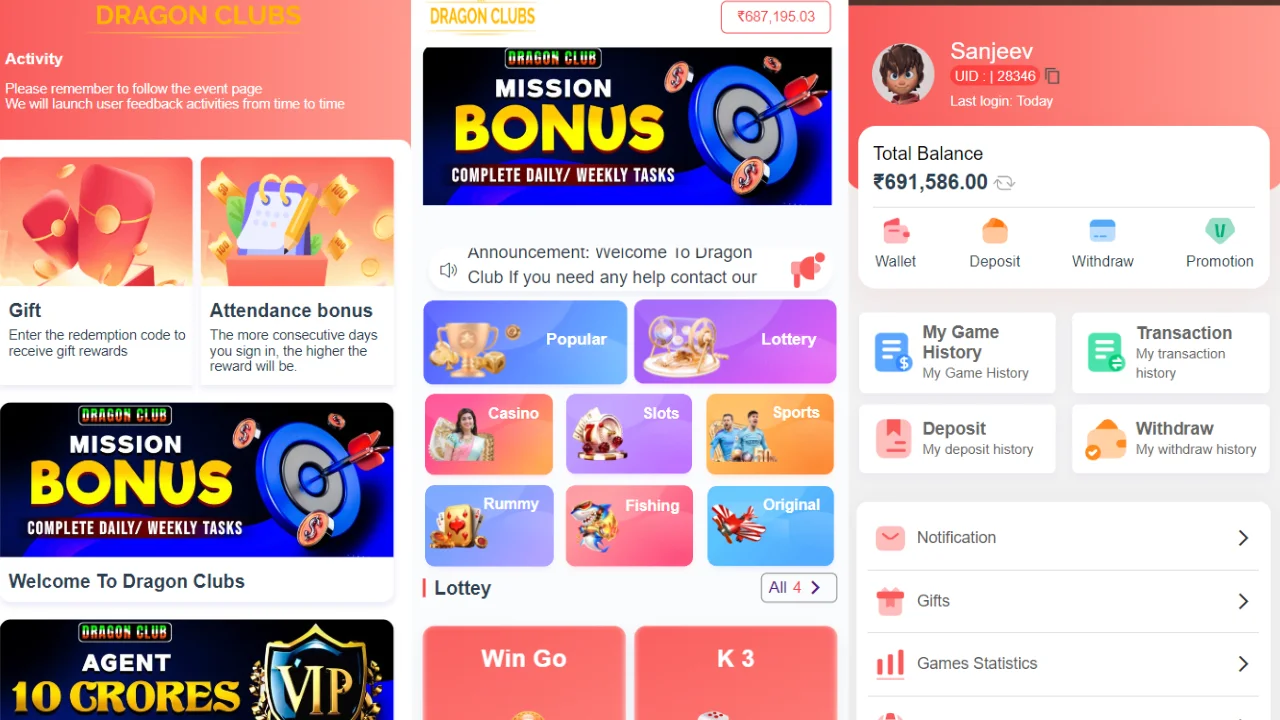 DRAGON CLUBS
Activity
Please remember to follow the event page
We will launch user feedback activities from time to time
Gift
Enter the redemption code to
receive gift rewards
Attendance bonus
The more consecutive days
you sign in, the higher the
reward will be.
DRAGON CLUB
MISSION
BONUS
COMPLETE DAILY/ WEEKLY TASKS
Welcome To Dragon Clubs
DRAGON CLUB
AGENT
10 CRORES
VIP
DRAGON CLUBS
₹687,195.03
DRAGON CLUB
MISSION
BONUS
COMPLETE DAILY/ WEEKLY TASKS
Announcement: Welcome To Dragon
Club If you need any help contact our
Popular
Lottery
Casino
Slots
Sports
Rummy
Fishing
Original
Lottey
All 4
Win Go
K 3
Sanjeev
UID : | 28346
Last login: Today
Total Balance
₹691,586.00
Wallet
Deposit
Withdraw
Promotion
My Game
History
My Game History
Transaction
My transaction
history
Deposit
My deposit history
Withdraw
My withdraw history
Notification
Gifts
Games Statistics